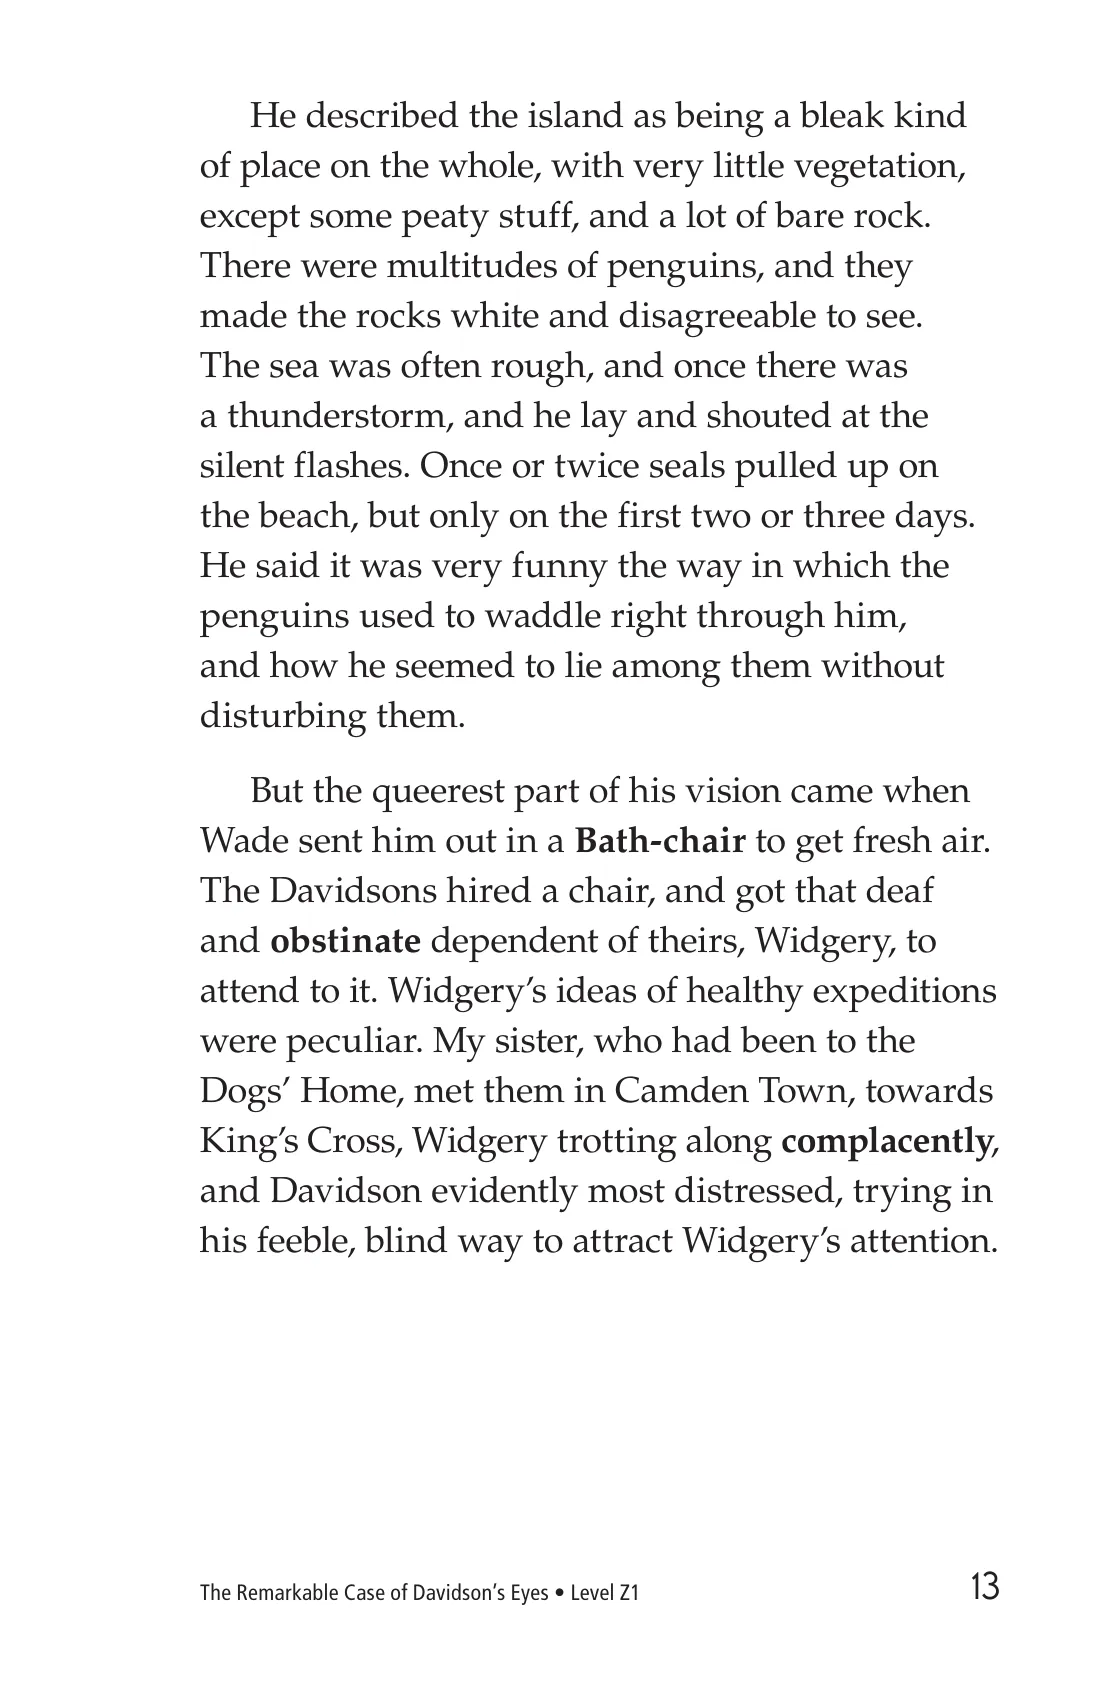 He described the island as being a bleak kind
of place on the whole, with very little vegetation,
except some peaty stuff, and a lot of bare rock.
There were multitudes of penguins, and they
made the rocks white and disagreeable to see.
The sea was often rough, and once there was
a thunderstorm, and he lay and shouted at the
silent flashes. Once or twice seals pulled up on
the beach, but only on the first two or three days.
He said it was very funny the way in which the
penguins used to waddle right through him,
and how he seemed to lie among them without
disturbing them.
But the queerest part of his vision came when
Wade sent him out in a Bath-chair to get fresh air.
The Davidsons hired a chair, and got that deaf
and obstinate dependent of theirs, Widgery, to
attend to it. Widgery’s ideas of healthy expeditions
were peculiar. My sister, who had been to the
Dogs’ Home, met them in Camden Town, towards
King’s Cross, Widgery trotting along complacently,
and Davidson evidently most distressed, trying in
his feeble, blind way to attract Widgery’s attention.
The Remarkable Case of Davidson’s Eyes • Level Z1
13